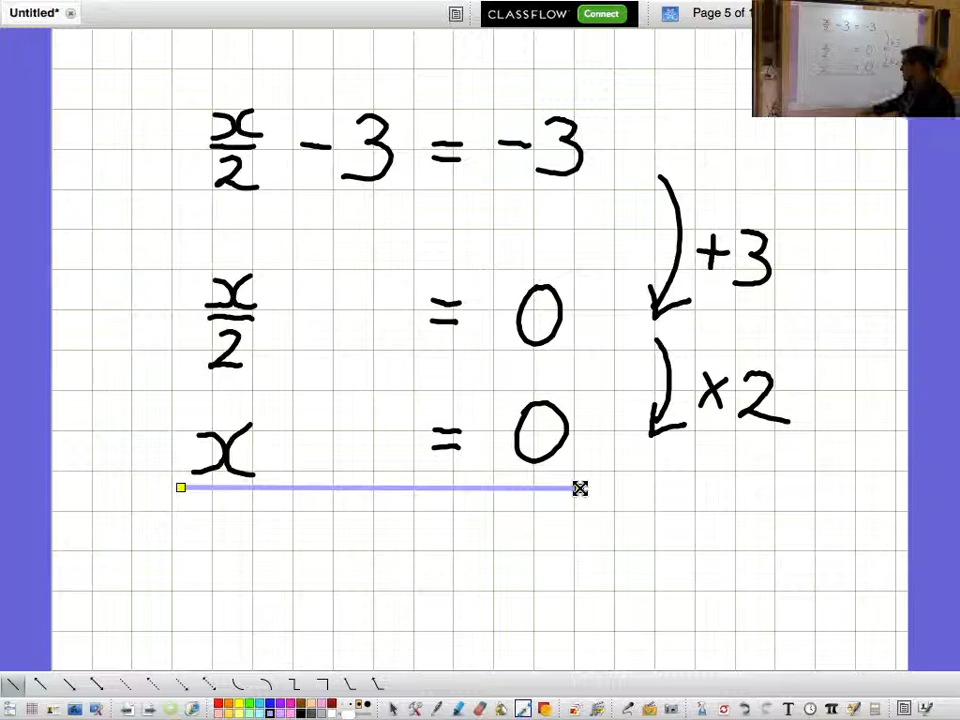 Untitled* CLASSFLOW Connect Page 5 of 1
x/2 - 3 = -3
+3
x/2 = 0
×2
x = 0